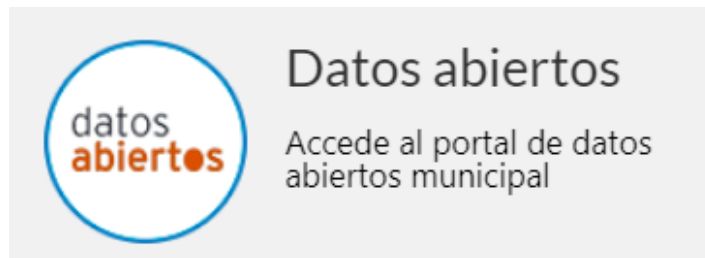 datos
abiertos
Datos abiertos
Accede al portal de datos
abiertos municipal